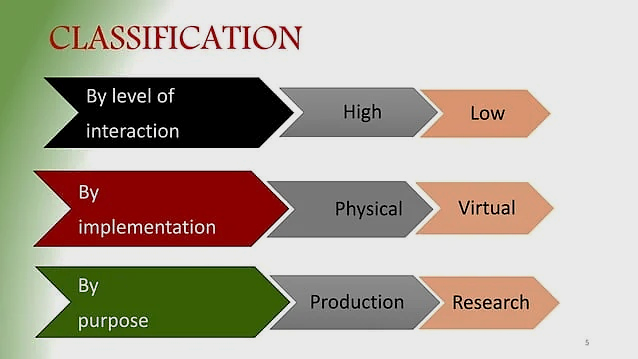 CLASSIFICATION
By level of
interaction
High
Low
By
implementation
Physical
Virtual
By
purpose
Production
Research
5